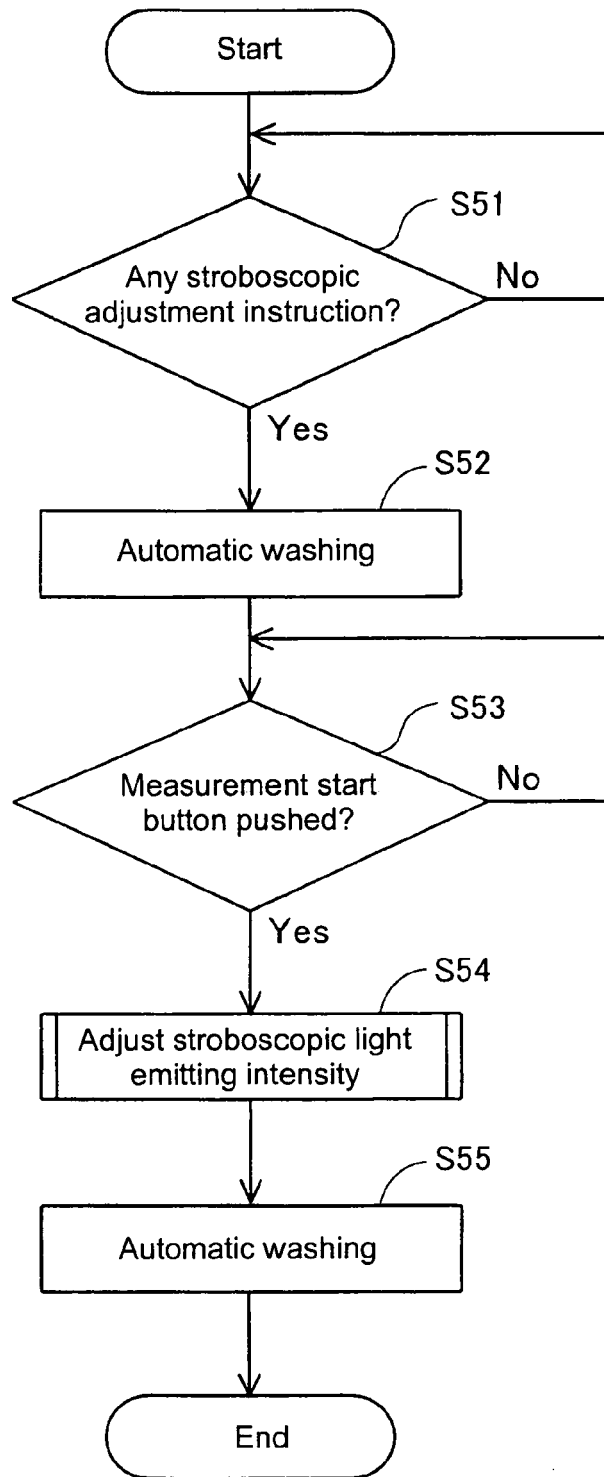 Start
S51
Any stroboscopic
adjustment instruction?
No
Yes
S52
Automatic washing
S53
Measurement start
button pushed?
No
Yes
S54
Adjust stroboscopic light
emitting intensity
S55
Automatic washing
End